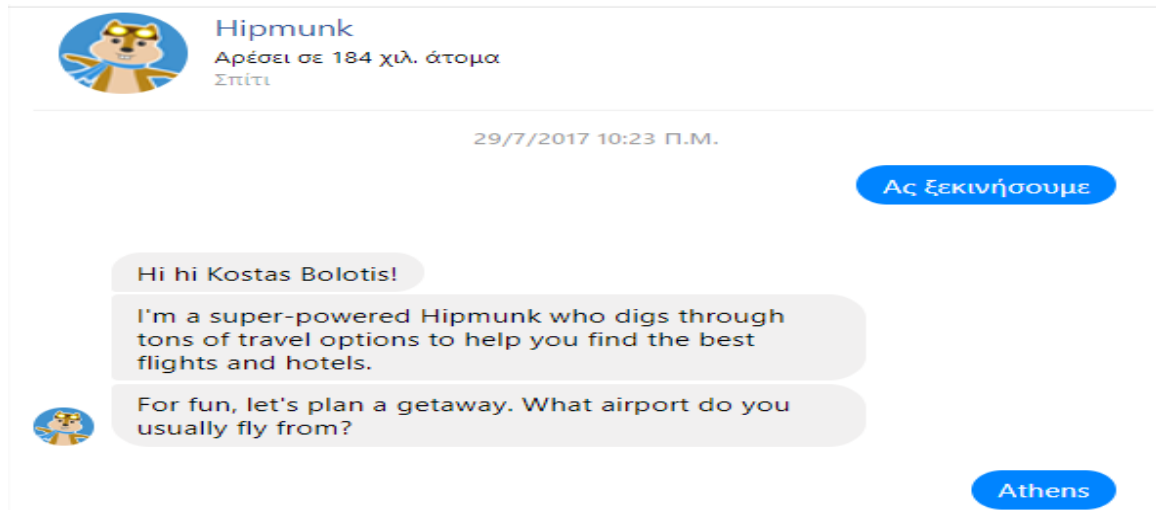 Hipmunk
Αρέσει σε 184 χιλ. άτομα
Σπίτι
29/7/2017 10:23 Π.Μ.
Ας ξεκινήσουμε
Hi hi Kostas Bolotis!
I'm a super-powered Hipmunk who digs through
tons of travel options to help you find the best
flights and hotels.
For fun, let's plan a getaway. What airport do you
usually fly from?
Athens